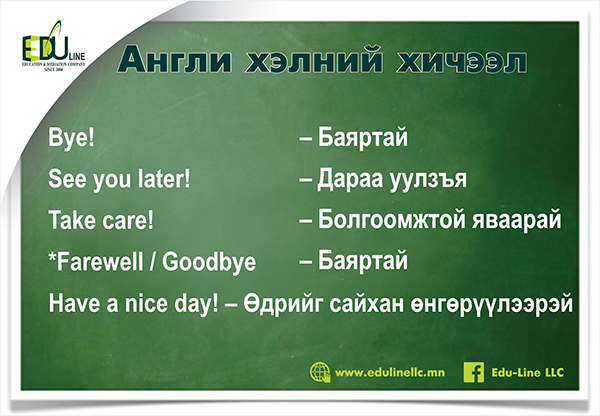 EDU LINE
EDUCATION & MEDIATION COMPANY
SINCE 2004
Англи хэлний хичээл
Bye! – Баяртай
See you later! – Дараа уулзъя
Take care! – Болгоомжтой яваарай
*Farewell / Goodbye – Баяртай
Have a nice day! – Өдрийг сайхан өнгөрүүлээрэй
www.edulinellc.mn Edu-Line LLC